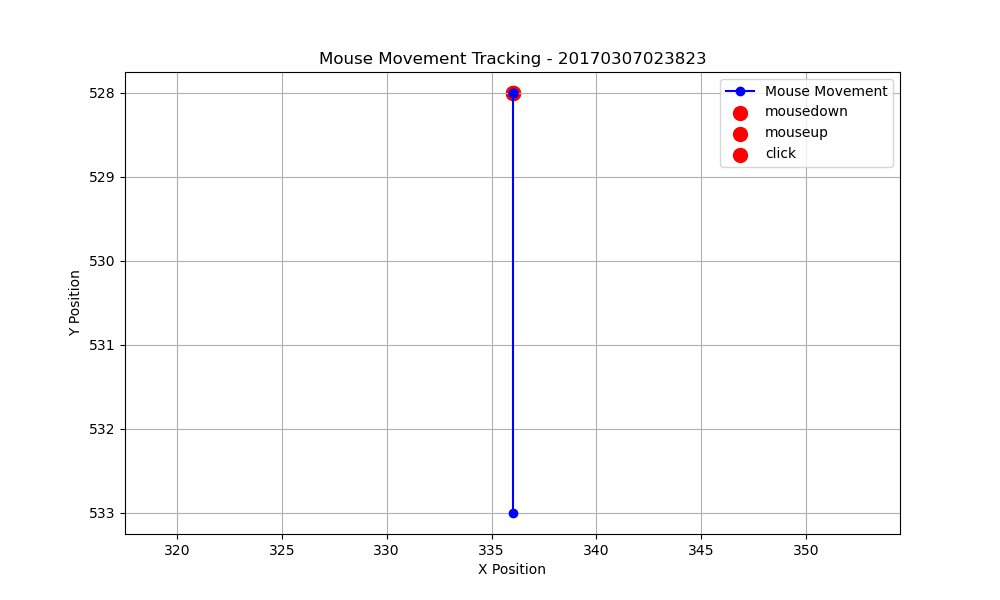 Mouse Movement Tracking - 20170307023823
Mouse Movement
mousedown
mouseup
click
528
529
530
531
532
533
Y Position
320
325
330
335
340
345
350
X Position